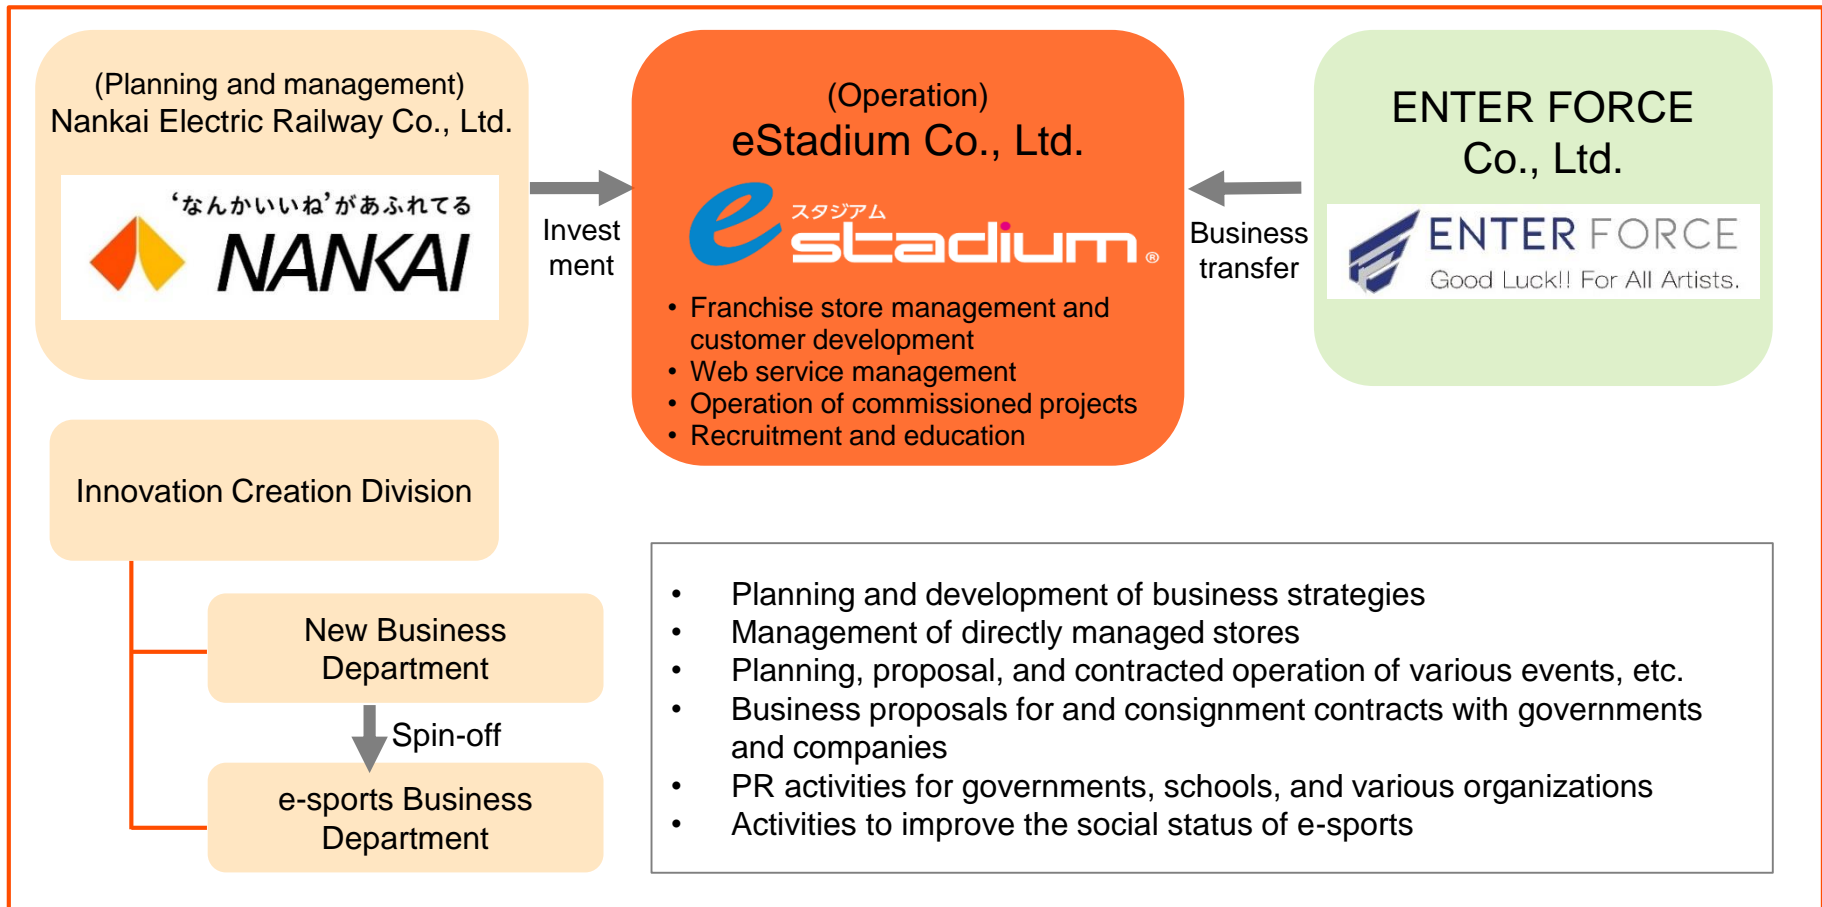 (Planning and management)
Nankai Electric Railway Co., Ltd.
‘なんかいいね’があふれてる
NANKAI
Invest
ment
(Operation)
eStadium Co., Ltd.
スタジアム
e stadium®
• Franchise store management and
customer development
• Web service management
• Operation of commissioned projects
• Recruitment and education
Business
transfer
ENTER FORCE
Co., Ltd.
ENTER FORCE
Good Luck!! For All Artists.
Innovation Creation Division
New Business
Department
Spin-off
e-sports Business
Department
• Planning and development of business strategies
• Management of directly managed stores
• Planning, proposal, and contracted operation of various events, etc.
• Business proposals for and consignment contracts with governments
and companies
• PR activities for governments, schools, and various organizations
• Activities to improve the social status of e-sports